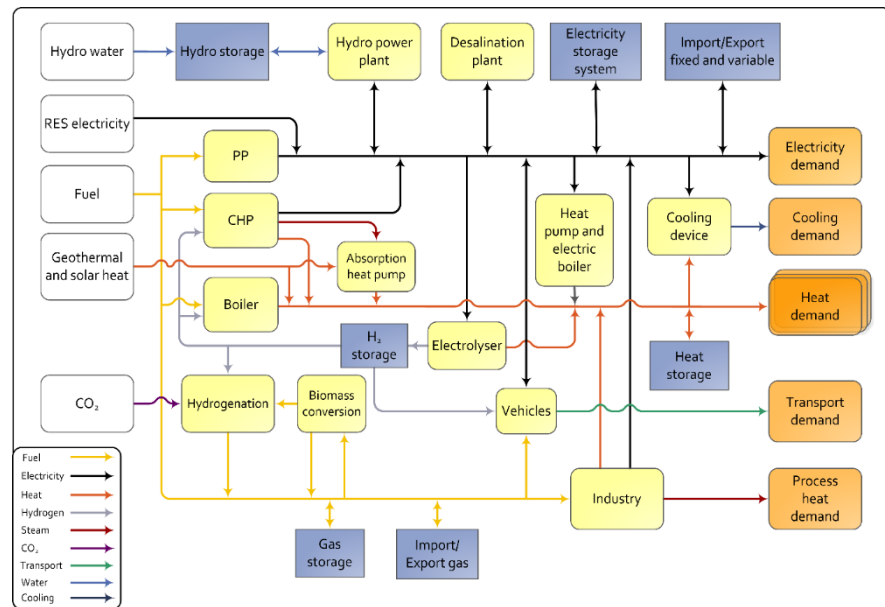 Hydro water
Hydro storage
Hydro power
plant
Desalination
plant
Electricity
storage
system
Import/Export
fixed and variable
RES electricity
PP
Electricity
demand
Fuel
CHP
Heat
pump and
electric
boiler
Cooling
device
Cooling
demand
Geothermal
and solar heat
Absorption
heat pump
Boiler
Heat
demand
H₂
storage
Electrolyser
Heat
storage
CO₂
Hydrogenation
Biomass
conversion
Vehicles
Transport
demand
Fuel
Electricity
Heat
Hydrogen
Steam
CO₂
Transport
Water
Cooling
Industry
Process
heat
demand
Gas
storage
Import/
Export gas